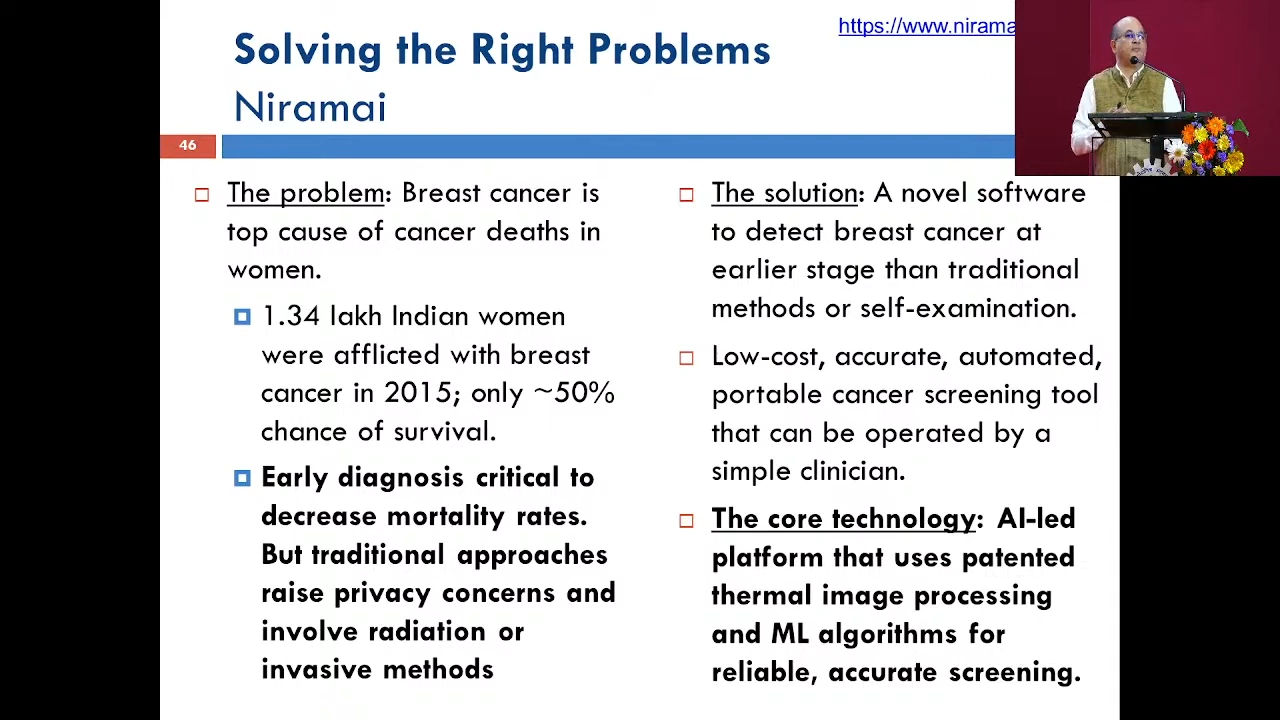 Solving the Right Problems
https://www.nirama
Niramai
46
The problem: Breast cancer is
top cause of cancer deaths in
women.
1.34 lakh Indian women
were afflicted with breast
cancer in 2015; only ~50%
chance of survival.
Early diagnosis critical to
decrease mortality rates.
But traditional approaches
raise privacy concerns and
involve radiation or
invasive methods
The solution: A novel software
to detect breast cancer at
earlier stage than traditional
methods or self-examination.
Low-cost, accurate, automated,
portable cancer screening tool
that can be operated by a
simple clinician.
The core technology: AI-led
platform that uses patented
thermal image processing
and ML algorithms for
reliable, accurate screening.